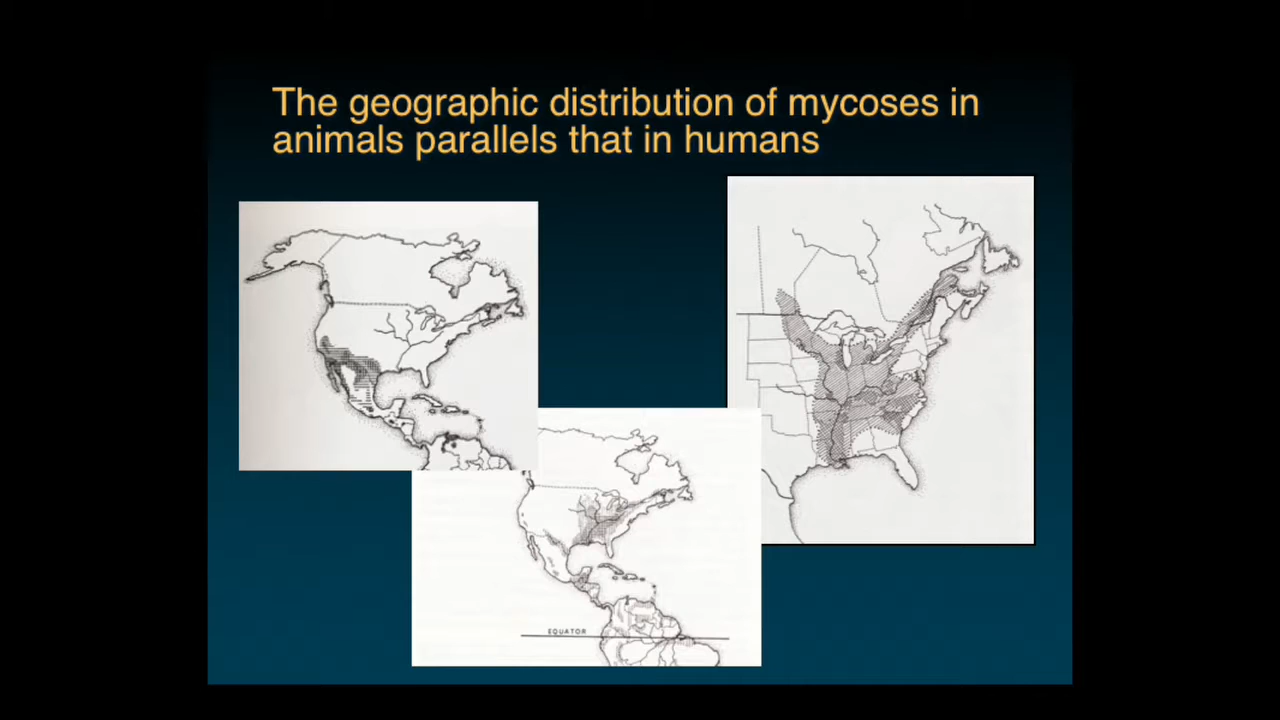 The geographic distribution of mycoses in
animals parallels that in humans
EQUATOR